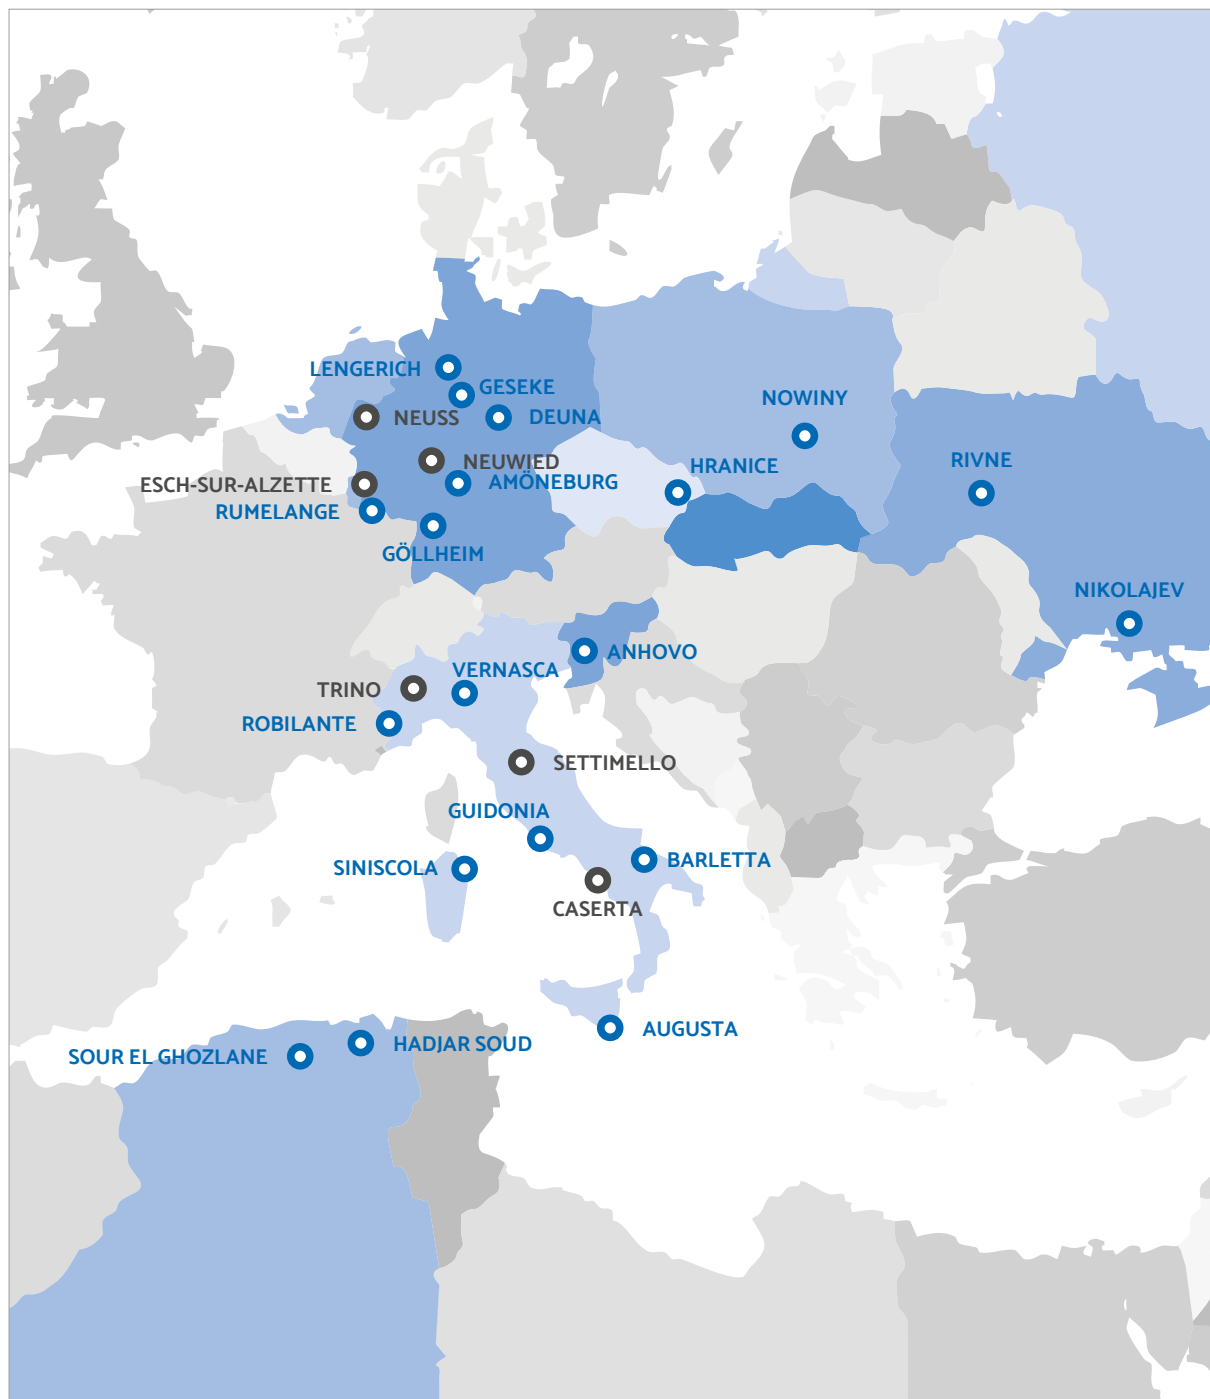 LENGERICH
GESEKE
NEUSS
DEUNA
NOWINY
NEUWIED
HRANICE
RIVNE
ESCH-SUR-ALZETTE
AMÖNEBURG
RUMELANGE
GÖLLHEIM
NIKOLAJEV
ANHOVO
VERNASCA
TRINO
ROBILANTE
SETTIMELLO
GUIDONIA
SINISCOLA
BARLETTA
CASERTA
AUGUSTA
HADJAR SOUD
SOUR EL GHOZLANE